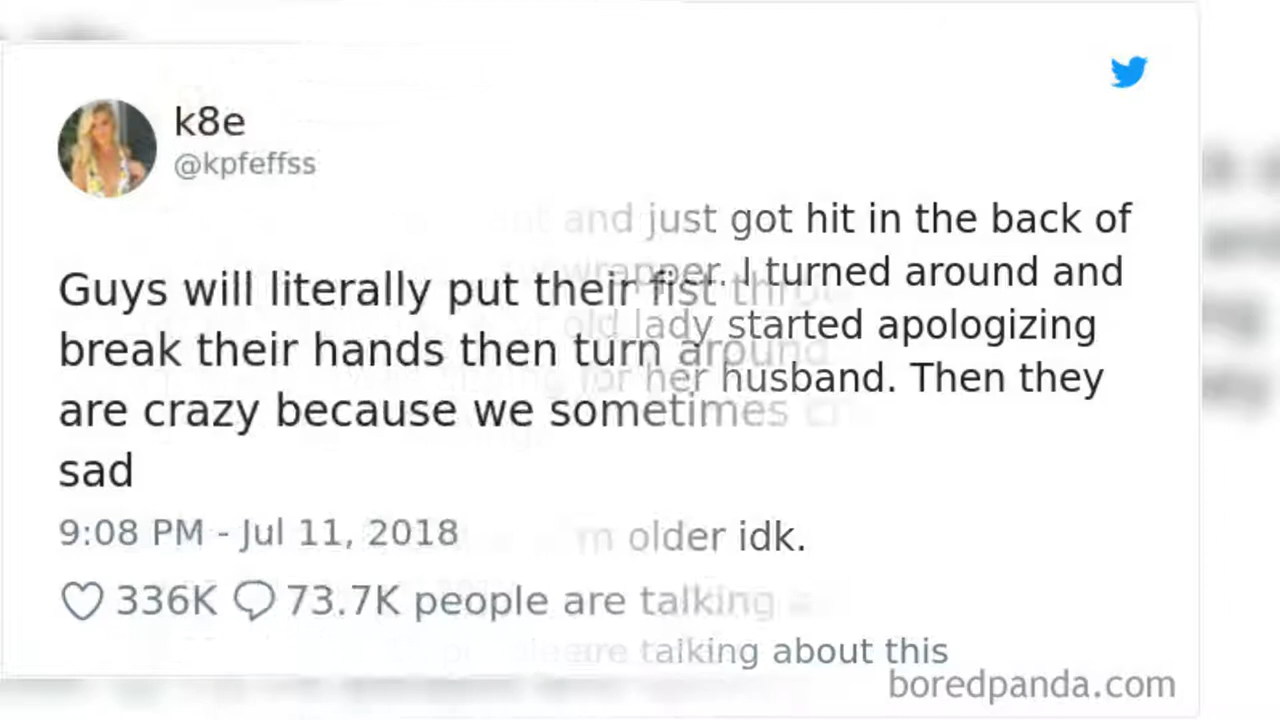 k8e
@kpfeffss
and just got hit in the back of
wrapper. I turned around and
Guys will literally put their fist
old lady started apologizing
break their hands then turn around
for her husband. Then they
are crazy because we sometimes
sad
9:08 PM - Jul 11, 2018
older idk.
336K 73.7K people are talking
are talking about this
boredpanda.com